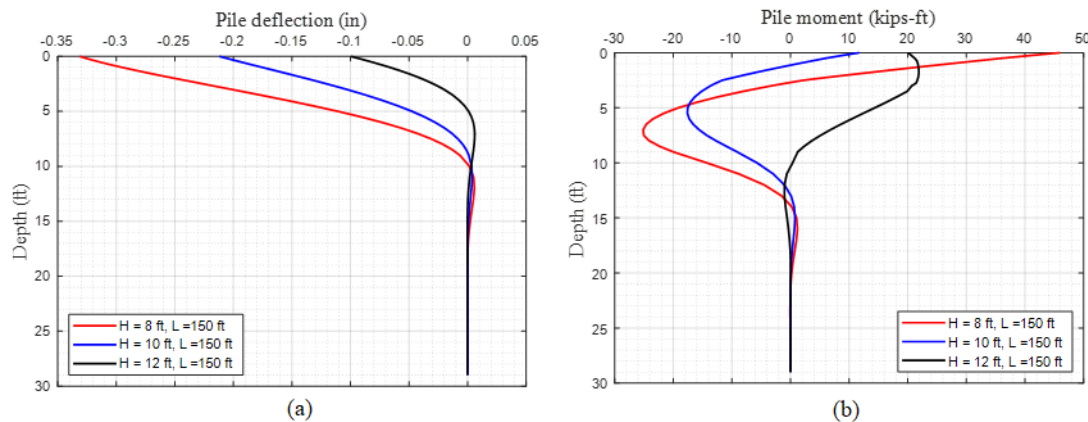 Pile deflection (in)
-0.35 -0.3 -0.25 -0.2 -0.15 -0.1 -0.05 0 0.05
0
5
10
15
20
25
30
Depth (ft)
H = 8 ft, L =150 ft
H = 10 ft, L =150 ft
H = 12 ft, L =150 ft
(a)
Pile moment (kips-ft)
-30 -20 -10 0 10 20 30 40 50
0
5
10
15
20
25
30
Depth (ft)
H = 8 ft, L =150 ft
H = 10 ft, L =150 ft
H = 12 ft, L =150 ft
(b)